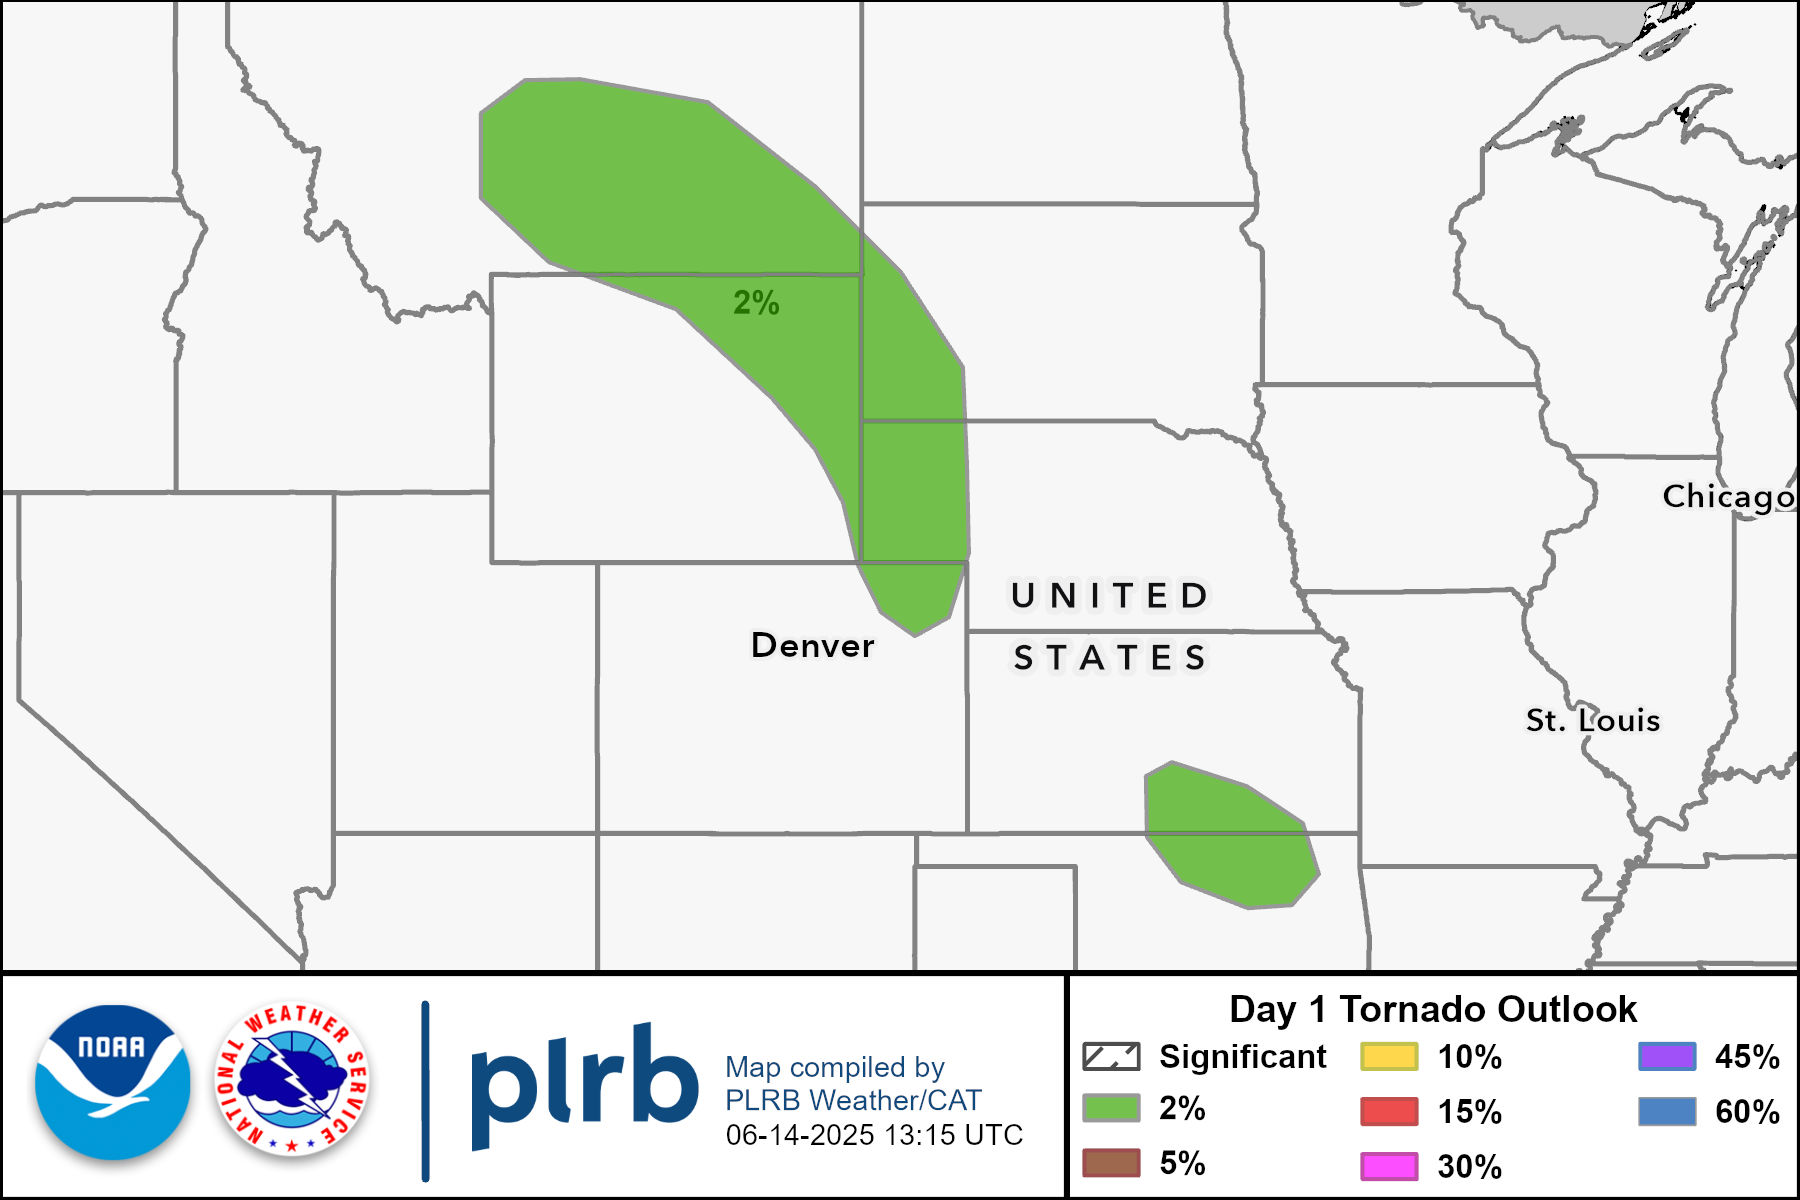 2%
Chicago
UNITED
STATES
Denver
St. Louis
NOAA
NATIONAL WEATHER SERVICE
plrb
Map compiled by
PLRB Weather/CAT
06-14-2025 13:15 UTC
Day 1 Tornado Outlook
Significant
2%
5%
10%
15%
30%
45%
60%